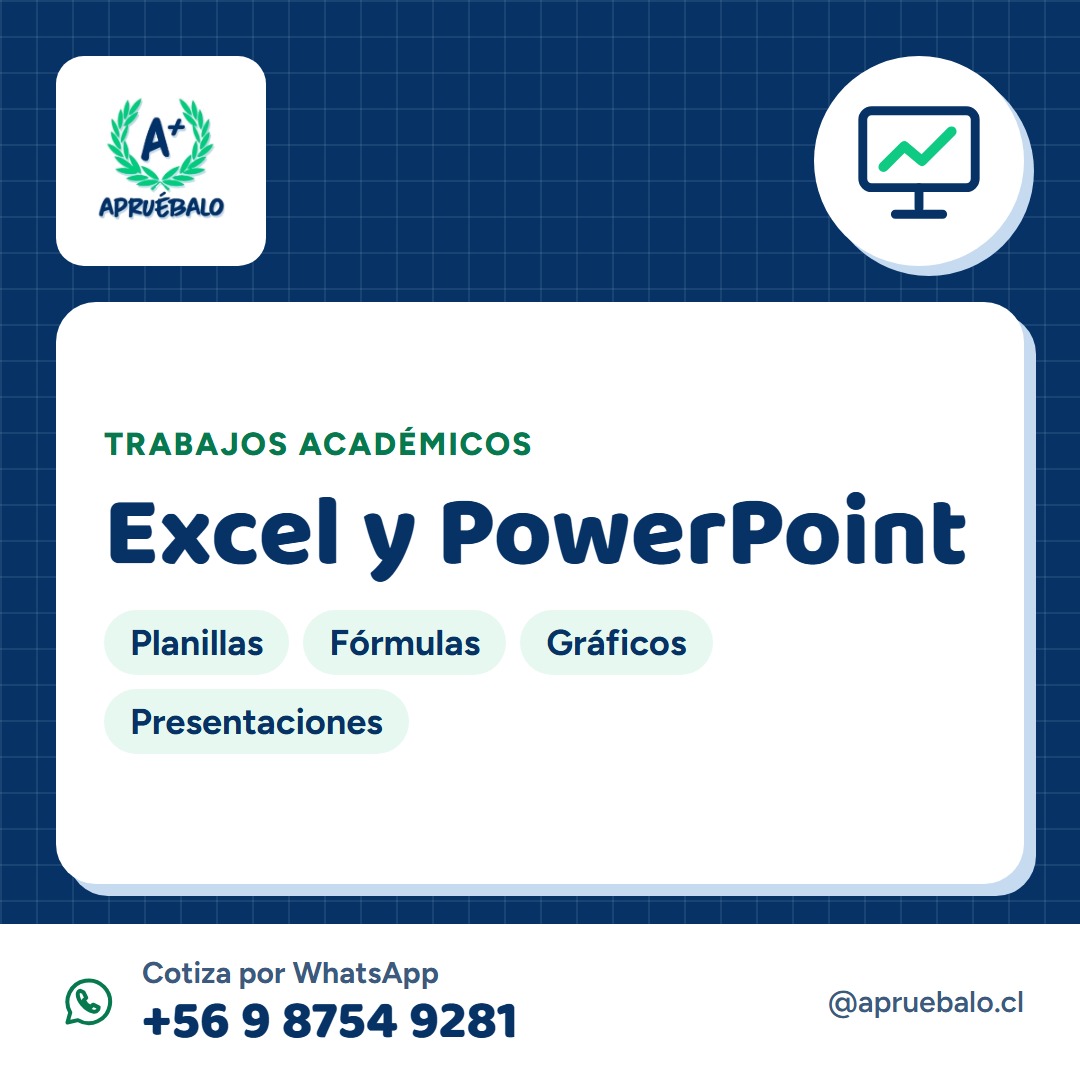 A+
APRUÉBALO
TRABAJOS ACADÉMICOS
Excel y PowerPoint
Planillas
Fórmulas
Gráficos
Presentaciones
Cotiza por WhatsApp
+56 9 8754 9281
@apruebalo.cl